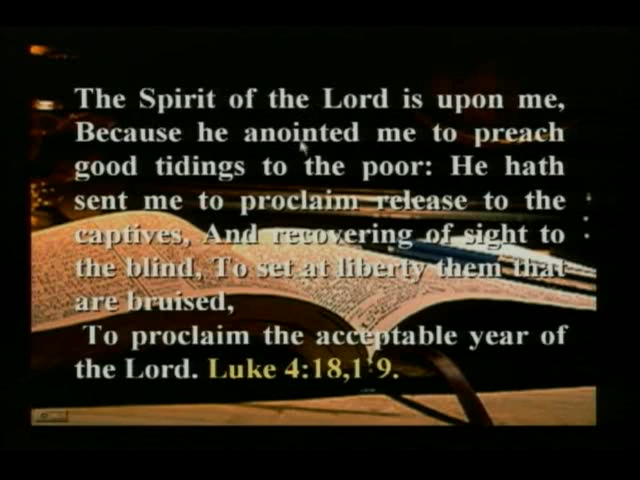 The Spirit of the Lord is upon me,
Because he anointed me to preach
good tidings to the poor: He hath
sent me to proclaim release to the
captives, And recovering of sight to
the blind, To set at liberty them that
are bruised,
To proclaim the acceptable year of
the Lord. Luke 4:18,1 9.